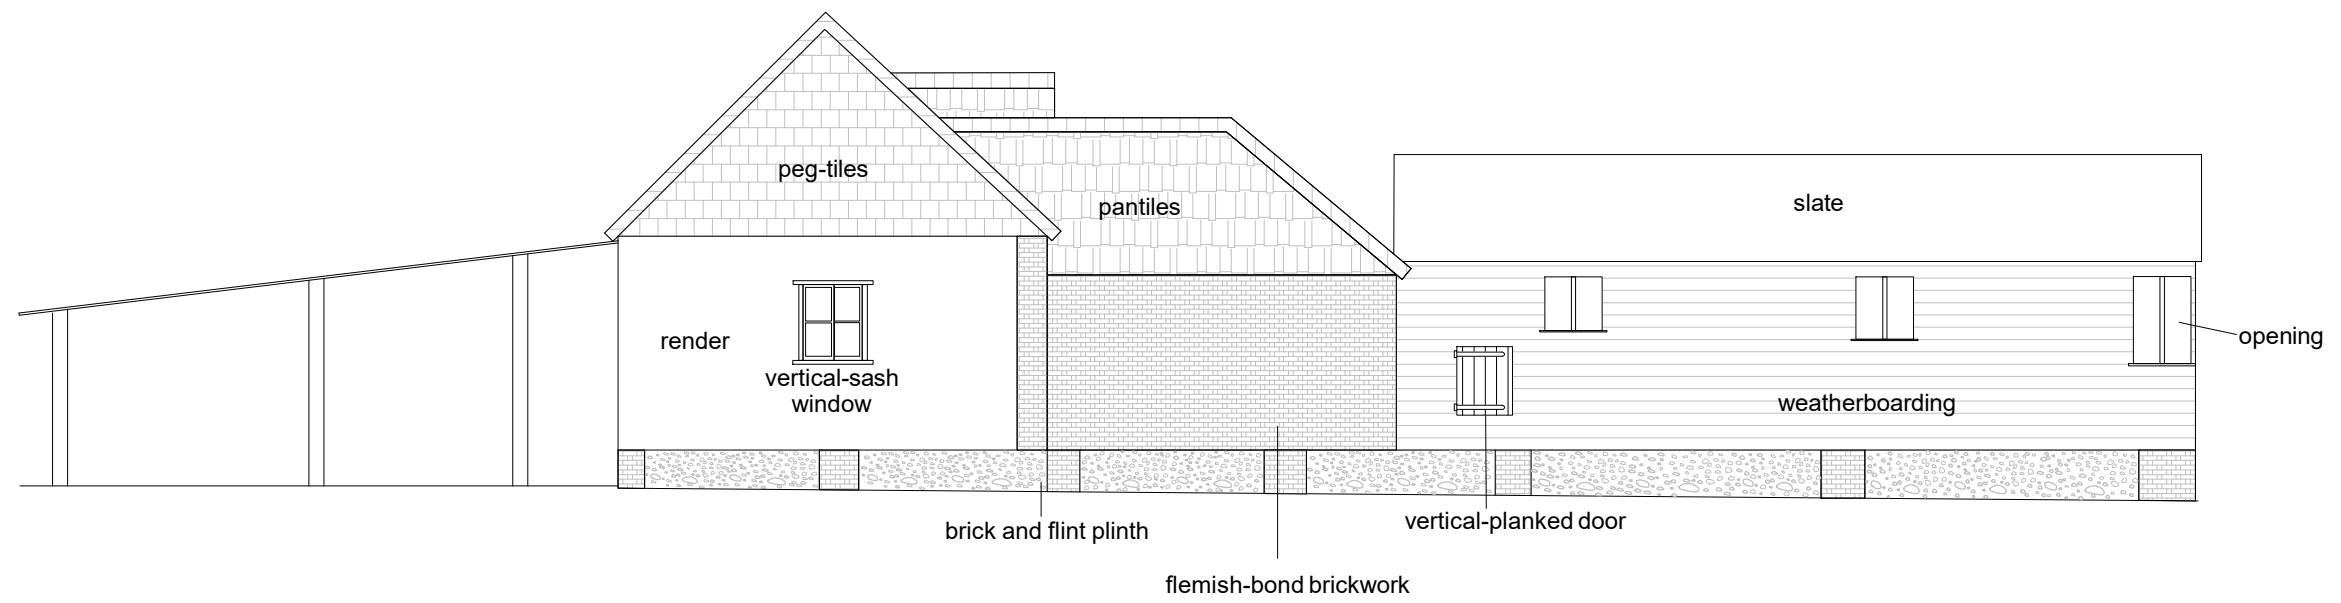 peg-tiles
pantiles
slate
render
vertical-sash
window
opening
weatherboarding
brick and flint plinth
vertical-planked door
flemish-bond brickwork